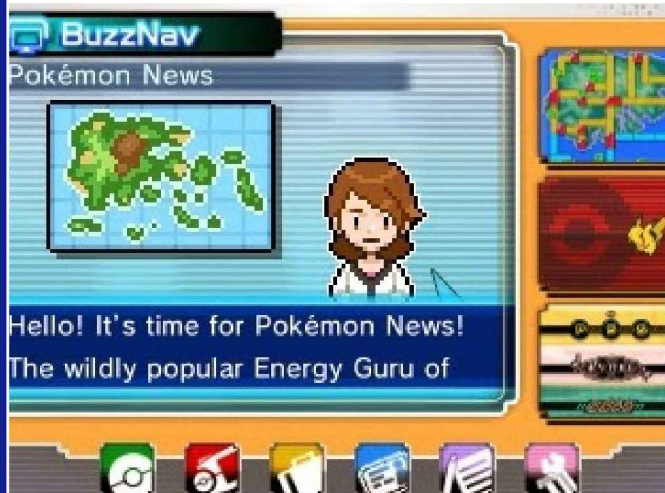 BuzzNav
Pokémon News
Hello! It's time for Pokémon News!
The wildly popular Energy Guru of